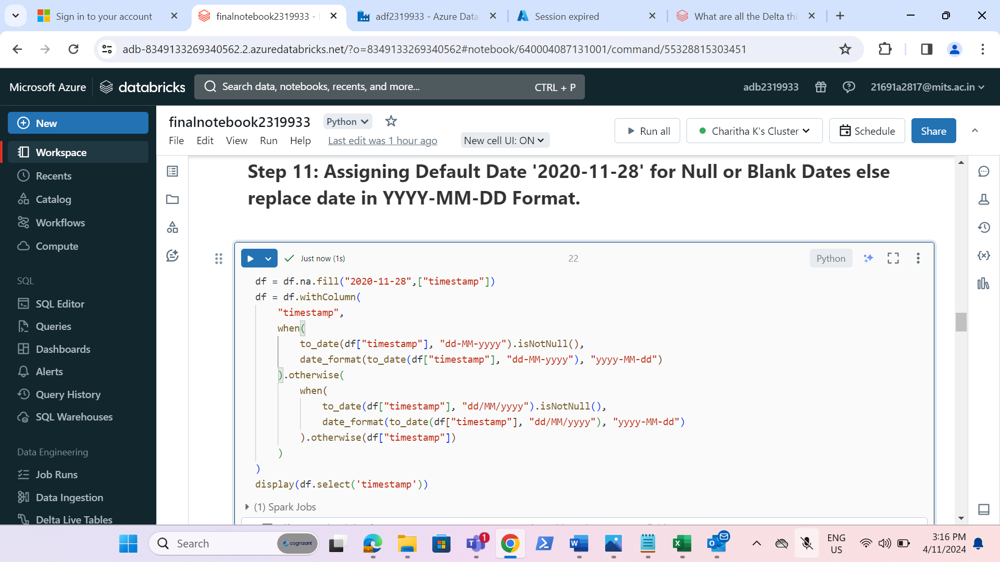 Sign in to your account
finalnotebook2319933 -
adf2319933 - Azure Data
Session expired
What are all the Delta thi
adb-8349133269340562.2.azuredatabricks.net/?o=8349133269340562#notebook/640004087131001/command/55328815303451
Microsoft Azure
databricks
Search data, notebooks, recents, and more...
CTRL + P
adb2319933
21691a2817@mits.ac.in
New
Workspace
Recents
Catalog
Workflows
Compute
SQL
SQL Editor
Queries
Dashboards
Alerts
Query History
SQL Warehouses
Data Engineering
Job Runs
Data Ingestion
Delta Live Tables
finalnotebook2319933
Python
File Edit View Run Help
Last edit was 1 hour ago
New cell UI: ON
Run all
Charitha K's Cluster
Schedule
Share
Step 11: Assigning Default Date '2020-11-28' for Null or Blank Dates else
replace date in YYYY-MM-DD Format.
Just now (1s)
22
Python
df = df.na.fill("2020-11-28",["timestamp"])
df = df.withColumn(
"timestamp",
when(
to_date(df["timestamp"], "dd-MM-yyyy").isNotNull(),
date_format(to_date(df["timestamp"], "dd-MM-yyyy"), "yyyy-MM-dd")
).otherwise(
when(
to_date(df["timestamp"], "dd/MM/yyyy").isNotNull(),
date_format(to_date(df["timestamp"], "dd/MM/yyyy"), "yyyy-MM-dd")
).otherwise(df["timestamp"])
)
)
display(df.select('timestamp'))
(1) Spark Jobs
Search
cognizant
1
ENG
US
3:16 PM
4/11/2024